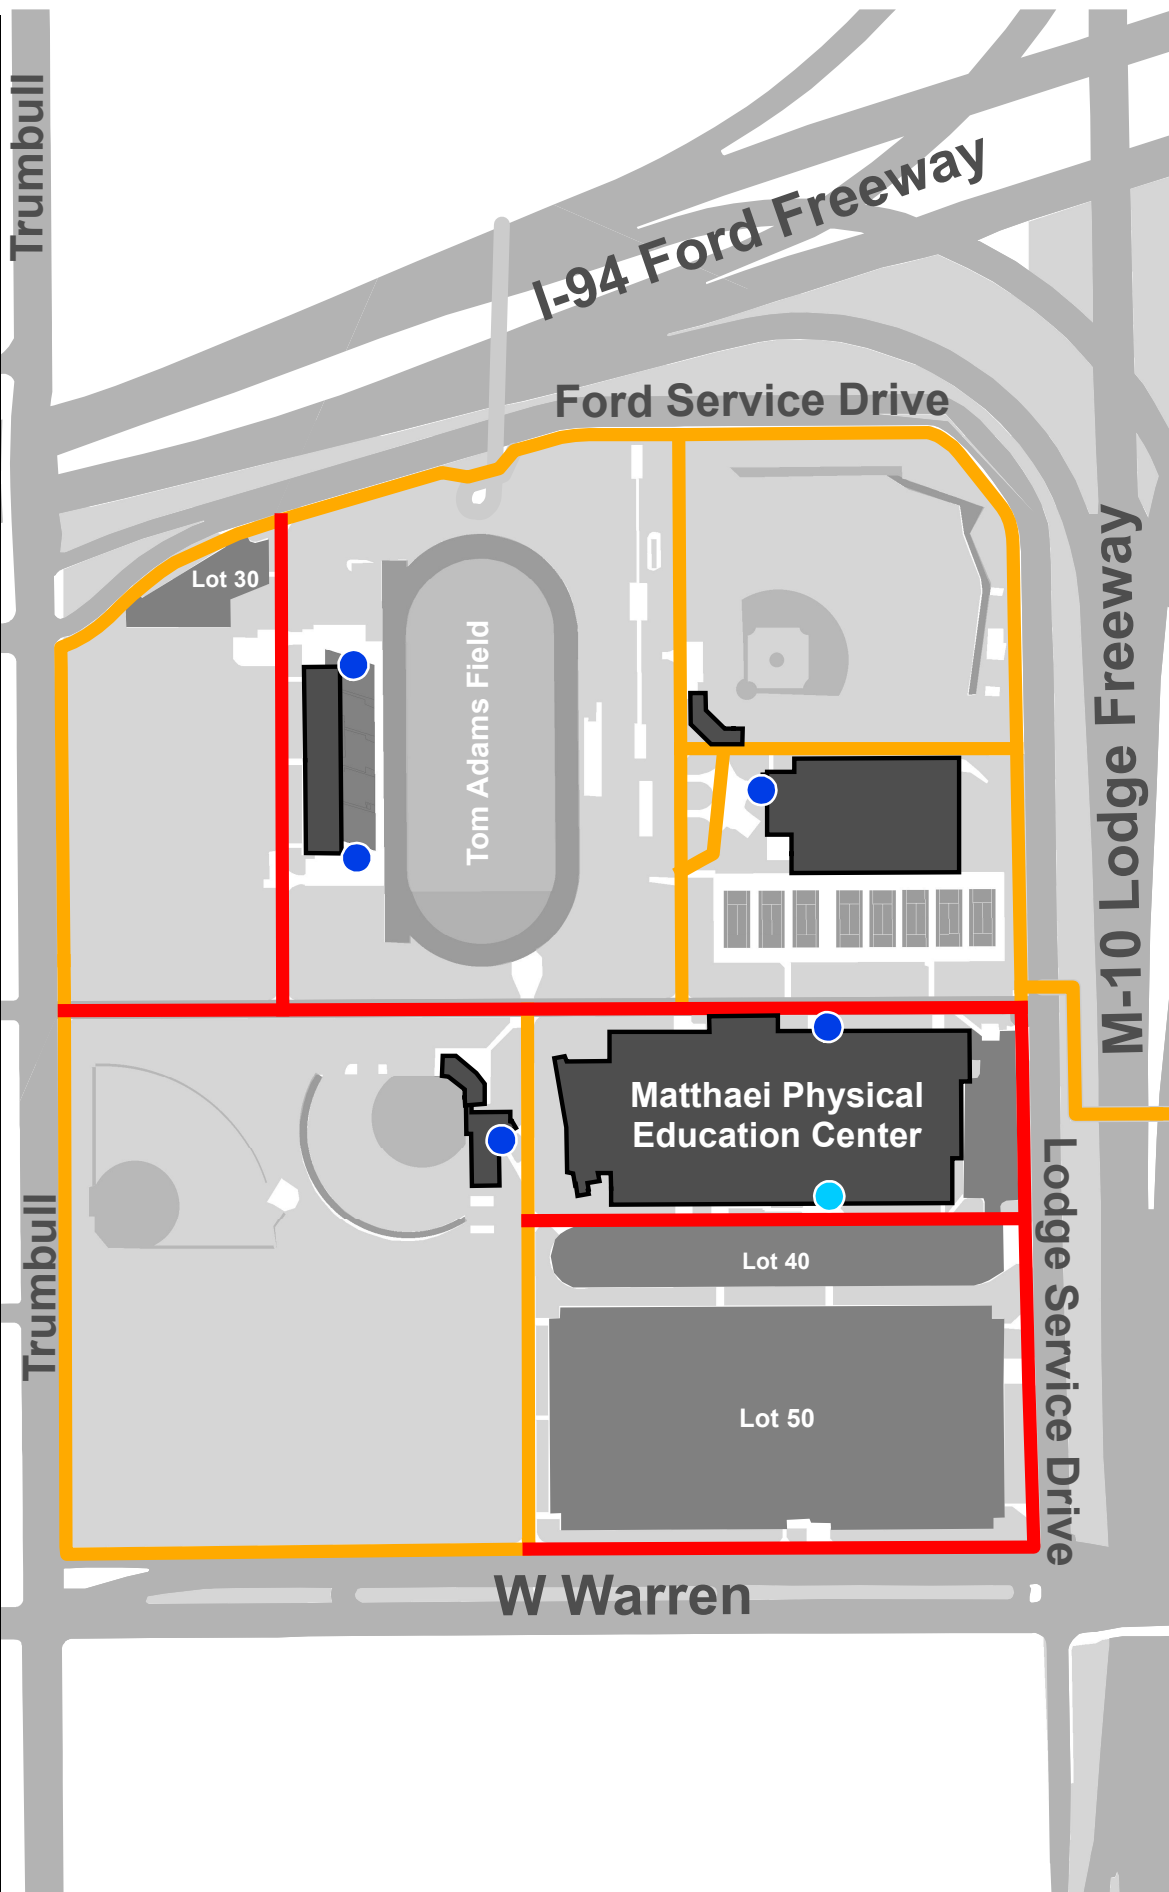 Trumbull
I-94 Ford Freeway
Ford Service Drive
M-10 Lodge Freeway
Lot 30
Tom Adams Field
Matthaei Physical
Education Center
Lodge Service Drive
Trumbull
Lot 40
Lot 50
W Warren